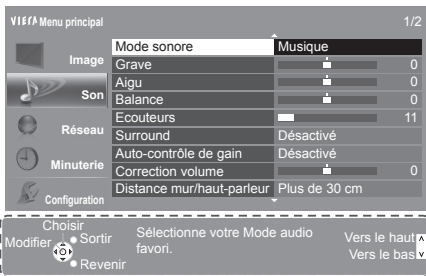 VIErA Menu principal 1/2
Image
Son
Réseau
Minuterie
Configuration
Mode sonore Musique
Grave 0
Aigu 0
Balance 0
Ecouteurs 11
Surround Désactivé
Auto-contrôle de gain Désactivé
Correction volume 0
Distance mur/haut-parleur Plus de 30 cm
Choisir
Modifier
Sortir
Revenir
Sélectionne votre Mode audio
favori.
Vers le haut
Vers le bas